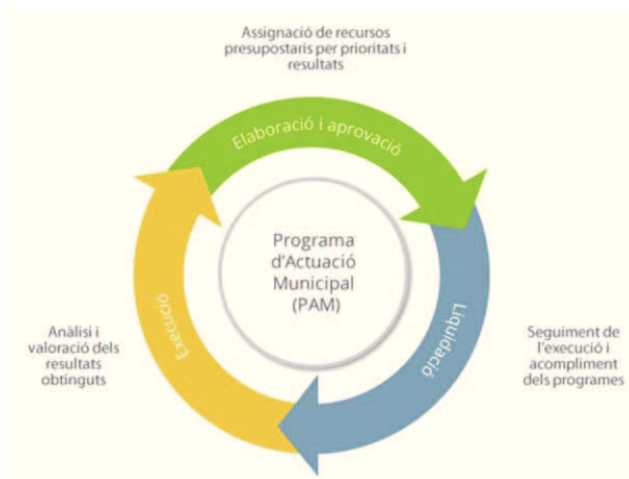 Assignació de recursos
presupostaris per prioritats i
resultats
Elaboració i aprovació
Programa
d'Actuació
Municipal
(PAM)
Liquidació
Seguiment de
l'execució i
acompliment
dels programes
Execució
Anàlisi i
valoració dels
resultats
obtinguts